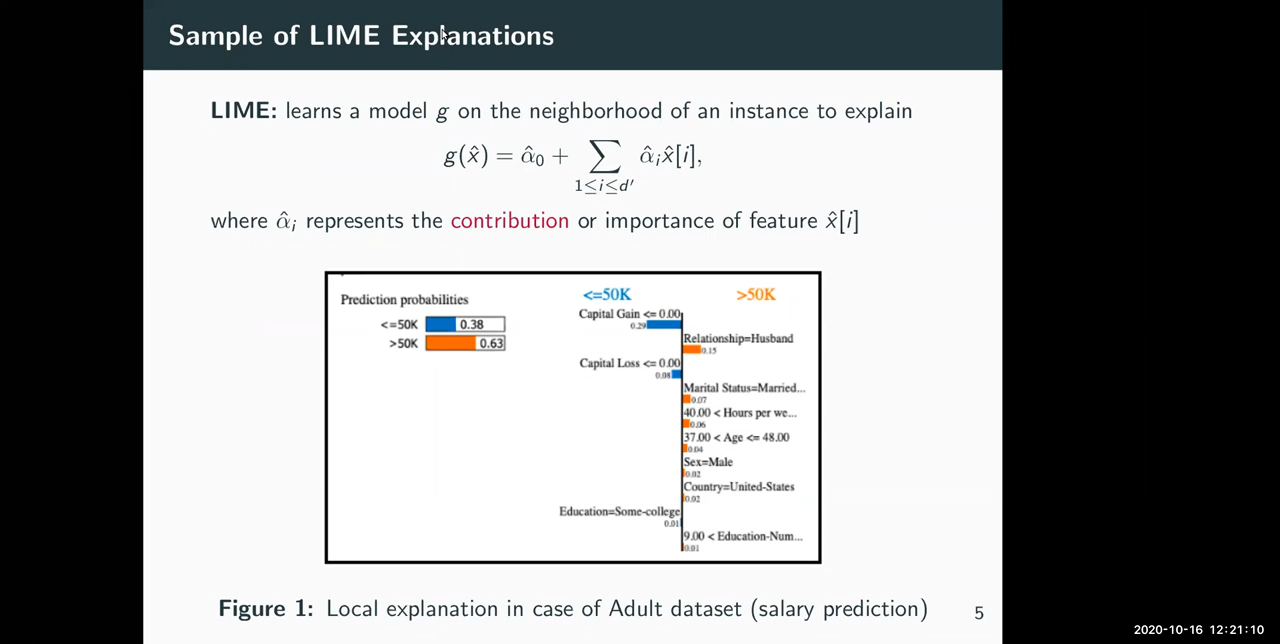 Sample of LIME Explanations
LIME: learns a model g on the neighborhood of an instance to explain
g(x̂) = α̂₀ + ∑ α̂ᵢx̂[i],
1≤i≤d′
where α̂ᵢ represents the contribution or importance of feature x̂[i]
Prediction probabilities
<=50K 0.38
>50K 0.63
<=50K >50K
Capital Gain <= 0.00
0.29
Relationship=Husband
0.15
Capital Loss <= 0.00
0.08
Marital Status=Married...
0.07
40.00 < Hours per we...
0.06
37.00 < Age <= 48.00
0.04
Sex=Male
0.02
Country=United-States
0.02
Education=Some-college
0.01
9.00 < Education-Num...
0.01
Figure 1: Local explanation in case of Adult dataset (salary prediction)
5
2020-10-16 12:21:10